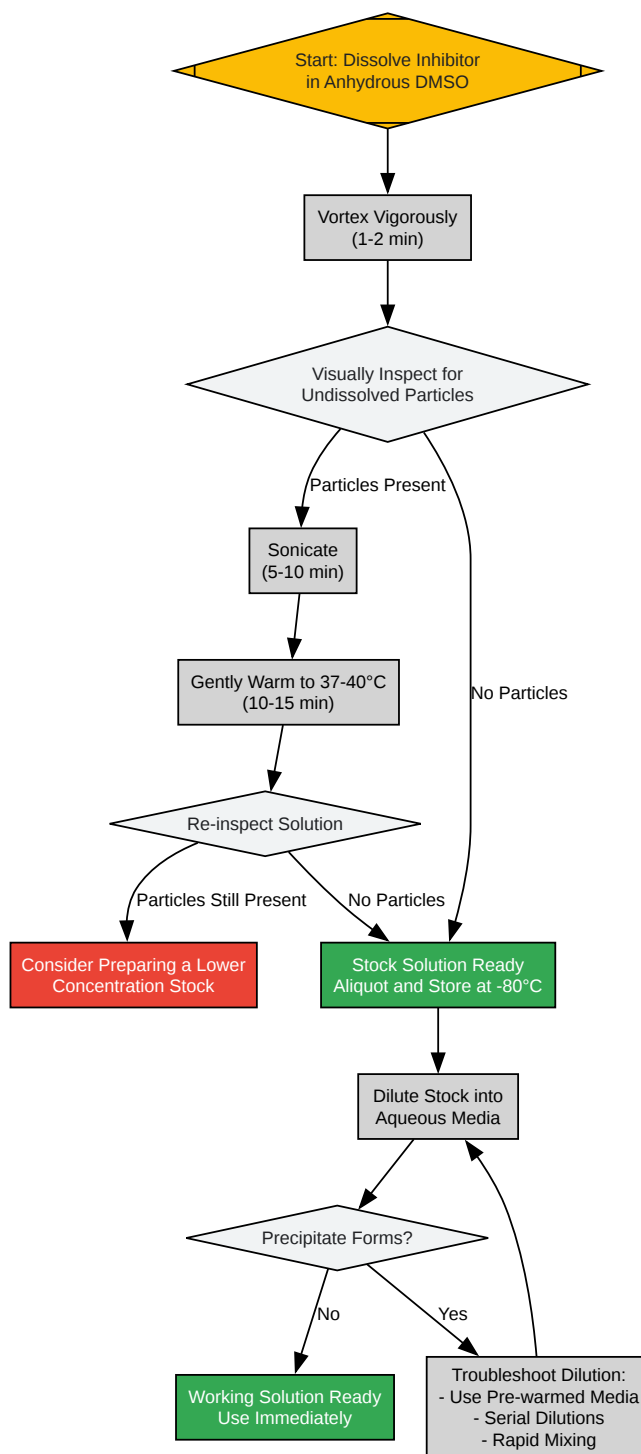 Start: Dissolve Inhibitor
in Anhydrous DMSO
Vortex Vigorously
(1-2 min)
Visually Inspect for
Undissolved Particles
Particles Present
Sonicate
(5-10 min)
Gently Warm to 37-40°C
(10-15 min)
No Particles
Re-inspect Solution
Particles Still Present
No Particles
Consider Preparing a Lower
Concentration Stock
Stock Solution Ready
Aliquot and Store at -80°C
Dilute Stock into
Aqueous Media
Precipitate Forms?
No
Yes
Working Solution Ready
Use Immediately
Troubleshoot Dilution:
- Use Pre-warmed Media
- Serial Dilutions
- Rapid Mixing